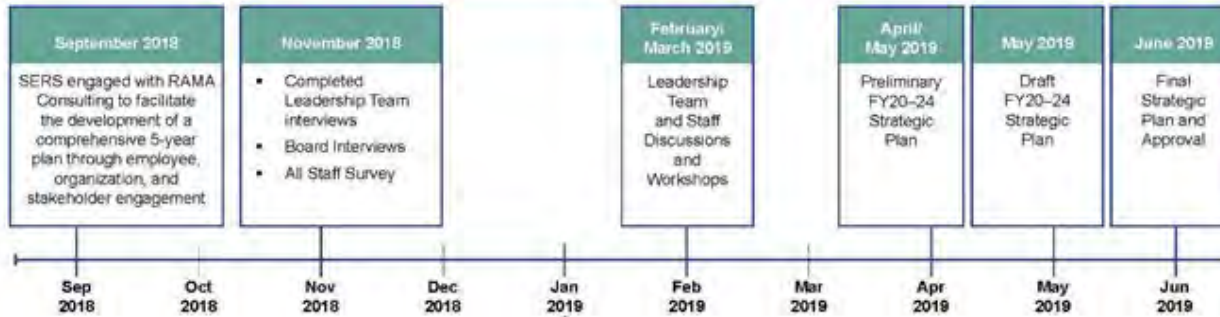 September 2018
SERS engaged with RAMA
Consulting to facilitate
the development of a
comprehensive 5-year
plan through employee,
organization, and
stakeholder engagement
November 2018
▪ Completed
Leadership Team
interviews
▪ Board Interviews
▪ All Staff Survey
February/
March 2019
Leadership
Team
and Staff
Discussions
and
Workshops
April/
May 2019
Preliminary
FY20–24
Strategic
Plan
May 2019
Draft
FY20–24
Strategic
Plan
June 2019
Final
Strategic
Plan and
Approval
Sep
2018
Oct
2018
Nov
2018
Dec
2018
Jan
2019
Feb
2019
Mar
2019
Apr
2019
May
2019
Jun
2019